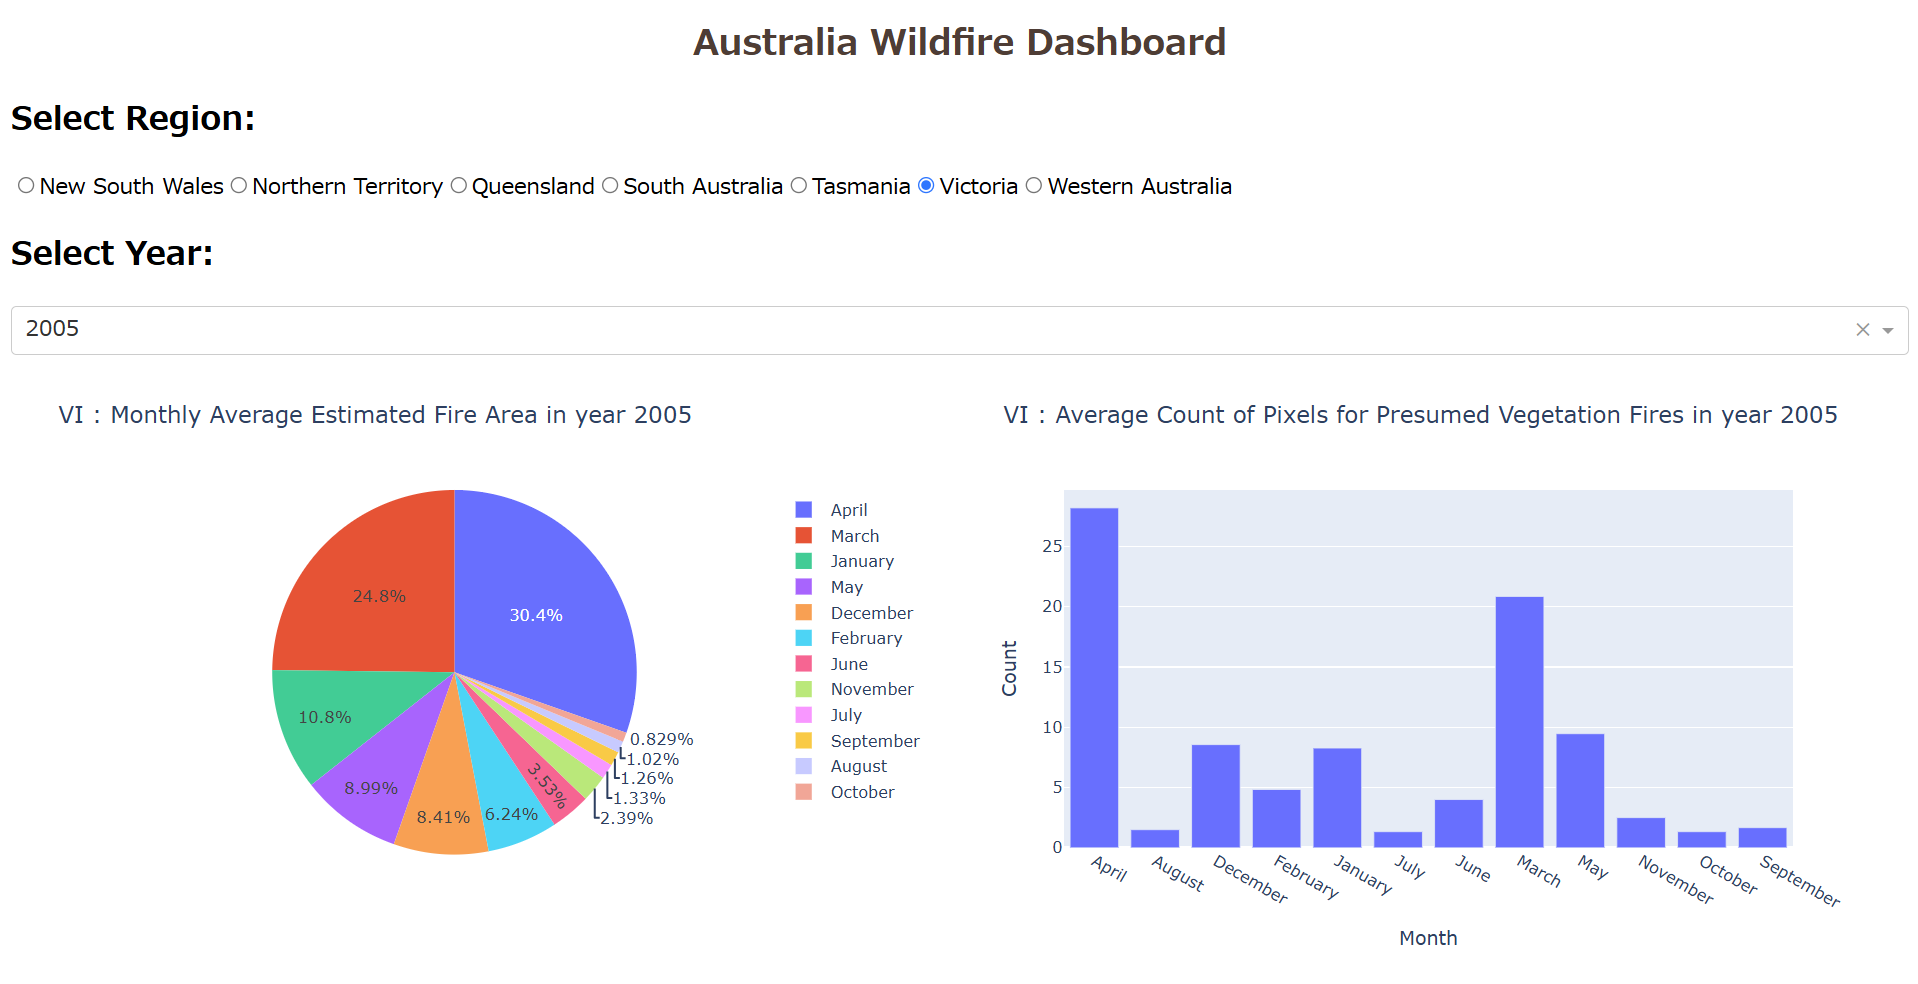 Australia Wildfire Dashboard
Select Region:
New South Wales Northern Territory Queensland South Australia Tasmania Victoria Western Australia
Select Year:
2005
VI : Monthly Average Estimated Fire Area in year 2005
30.4%
24.8%
10.8%
8.99%
8.41%
6.24%
3.53%
2.39%
1.33%
1.26%
1.02%
0.829%
April
March
January
May
December
February
June
November
July
September
August
October
VI : Average Count of Pixels for Presumed Vegetation Fires in year 2005
Count
25
20
15
10
5
0
April August December February January July June March May November October September
Month